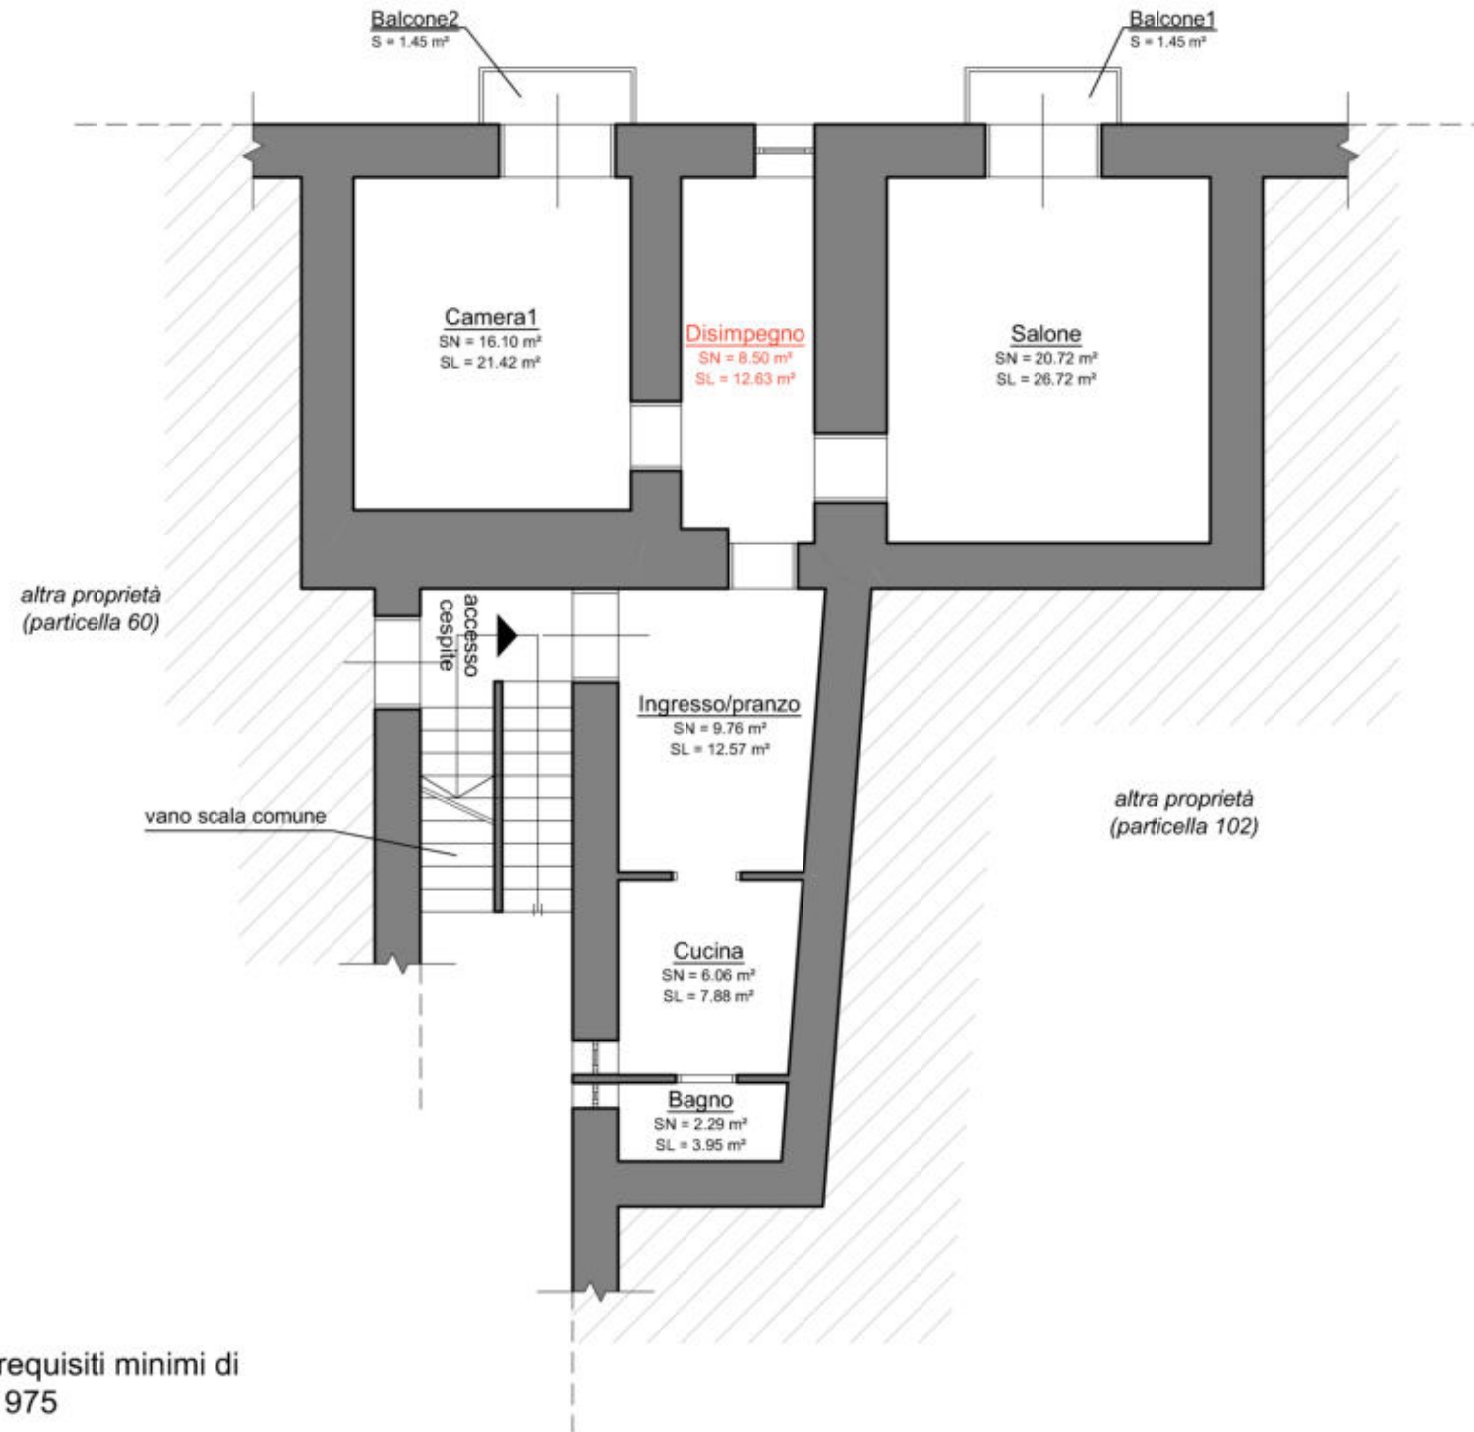 Balcone2
S = 1.45 m²
Balcone1
S = 1.45 m²
Camera1
SN = 16.10 m²
SL = 21.42 m²
Disimpegno
SN = 8.50 m²
SL = 12.63 m²
Salone
SN = 20.72 m²
SL = 26.72 m²
altra proprietà
(particella 60)
accesso
cespite
Ingresso/pranzo
SN = 9.76 m²
SL = 12.57 m²
vano scala comune
altra proprietà
(particella 102)
Cucina
SN = 6.06 m²
SL = 7.88 m²
Bagno
SN = 2.29 m²
SL = 3.95 m²
requisiti minimi di
975